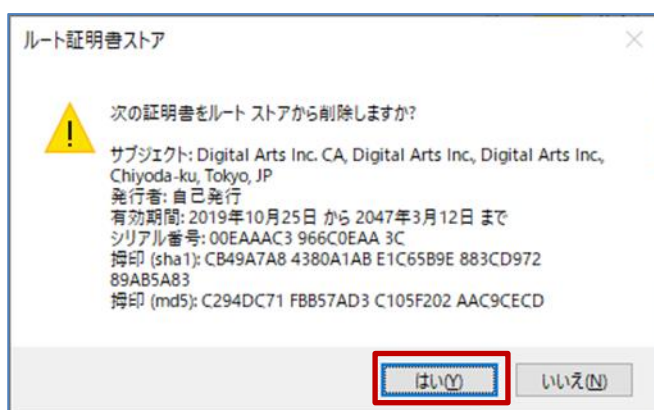 ルート証明書ストア
次の証明書をルート ストアから削除しますか?
サブジェクト: Digital Arts Inc. CA, Digital Arts Inc., Digital Arts Inc.,
Chiyoda-ku, Tokyo, JP
発行者: 自己発行
有効期間: 2019年10月25日 から 2047年3月12日 まで
シリアル番号: 00EAAAC3 966C0EAA 3C
拇印 (sha1): CB49A7A8 4380A1AB E1C65B9E 883CD972
89AB5A83
拇印 (md5): C294DC71 FBB57AD3 C105F202 AAC9CECD
はい(Y)
いいえ(N)